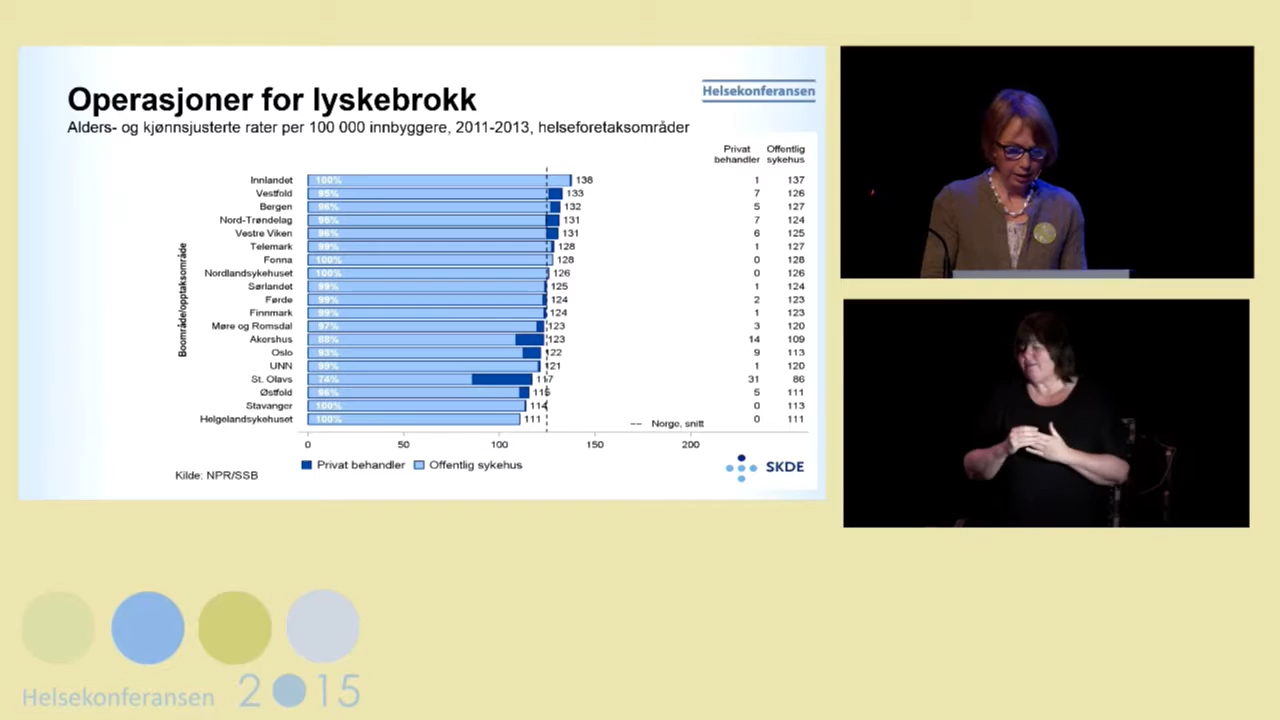 Operasjoner for lyskebrokk
Helsekonferansen
Alders- og kjønnsjusterte rater per 100 000 innbyggere, 2011-2013, helseforetaksområder
Privat behandler Offentlig sykehus
Boområde/opptaksområde
Innlandet 100% 138 1 137
Vestfold 95% 133 7 126
Bergen 96% 132 5 127
Nord-Trøndelag 95% 131 7 124
Vestre Viken 96% 131 6 125
Telemark 99% 128 1 127
Fonna 100% 128 0 128
Nordlandsykehuset 100% 126 0 126
Sørlandet 99% 125 1 124
Førde 99% 124 2 123
Finnmark 99% 124 1 123
Møre og Romsdal 97% 123 3 120
Akershus 88% 123 14 109
Oslo 93% 122 9 113
UNN 99% 121 1 120
St. Olavs 74% 117 31 86
Østfold 96% 115 5 111
Stavanger 100% 114 0 113
Helgelandsykehuset 100% 111 0 111
Norge, snitt
0 50 100 150 200
Privat behandler Offentlig sykehus
Kilde: NPR/SSB
SKDE
Helsekonferansen 2015